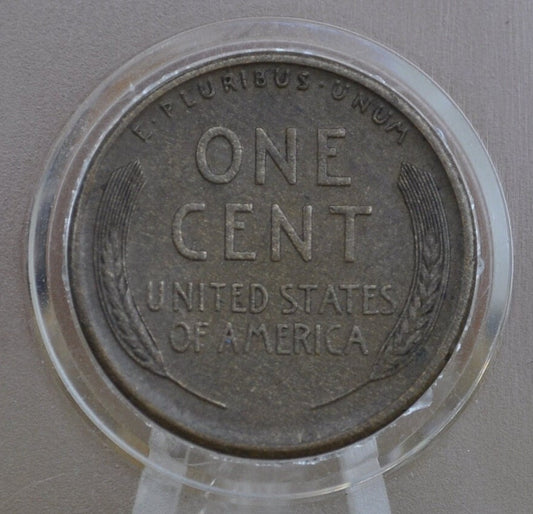 E · PLURIBUS · UNUM
ONE
CENT
UNITED STATES
OF AMERICA